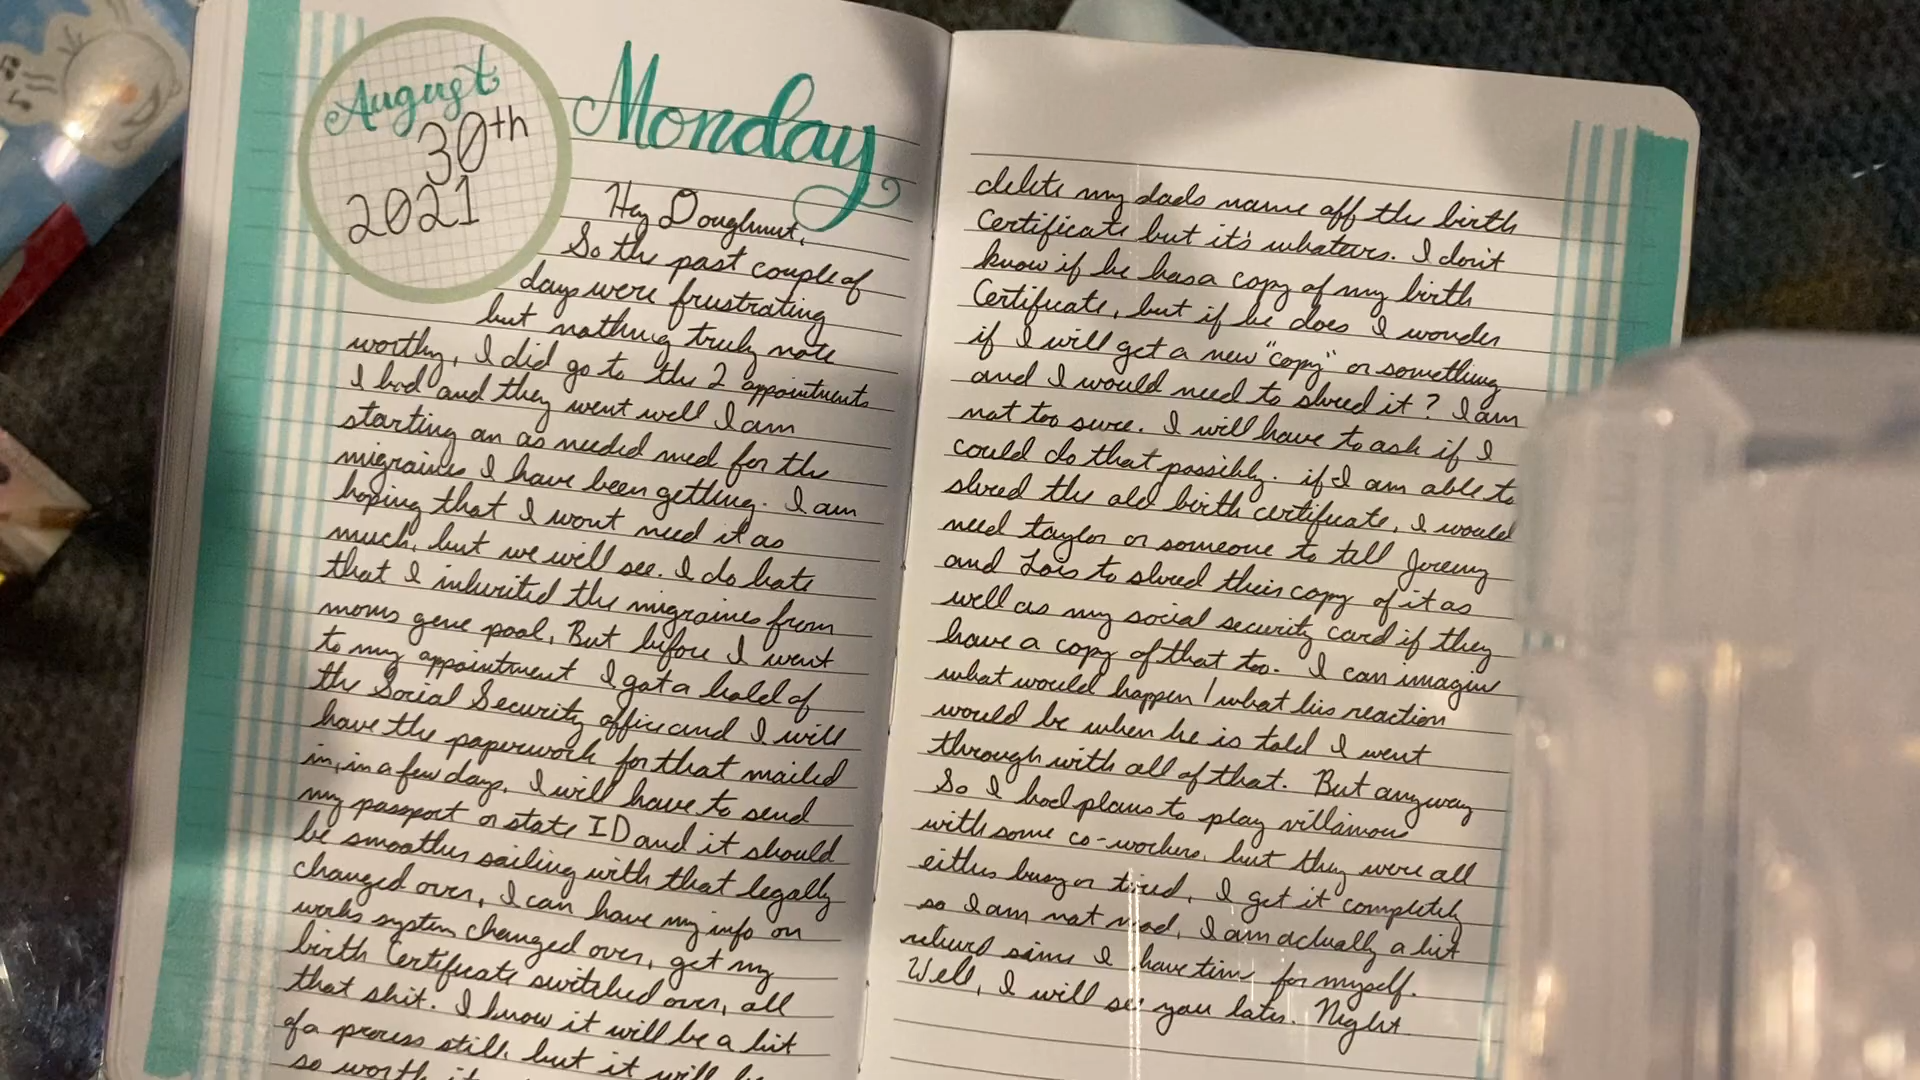 August
30th
2021
Monday
Hey Doughnut,
So the past couple of
days were frustrating
but nothing truly note
worthy, I did go to the 2 appointments
I had and they went well I am
starting an as needed med for the
migraines I have been getting. I am
hoping that I wont need it as
much, but we will see. I do hate
that I inherited the migraines from
moms gene pool. But before I went
to my appointment I got a hold of
the Social Security office and I will
have the paperwork for that mailed
in, in a few days. I will have to send
my passport or state ID and it should
be smoother sailing with that legally
changed over, I can have my info on
works system changed over, get my
birth Certificate switched over, all
that shit. I know it will be a bit
of a process still, but it will be
so worth it
delete my dads name off the birth
certificate but it's whatevers. I don't
know if he has a copy of my birth
Certificate, but if he does I wonder
if I will get a new "copy" or something
and I would need to shred it? I am
not too sure. I will have to ask if I
could do that possibly. if I am able to
shred the old birth certificate, I would
need taylor or someone to tell Jeremy
and Lois to shred their copy of it as
well as my social security card if they
have a copy of that too. I can imagin
what would happen / what his reaction
would be when he is told I went
through with all of that. But anyway
So I had plans to play villainous
with some co-workers, but they were all
either busy or tired, I get it completely
so I am not mad, I am actually a bit
since I have time for myself.
Well, I will see you later. Night